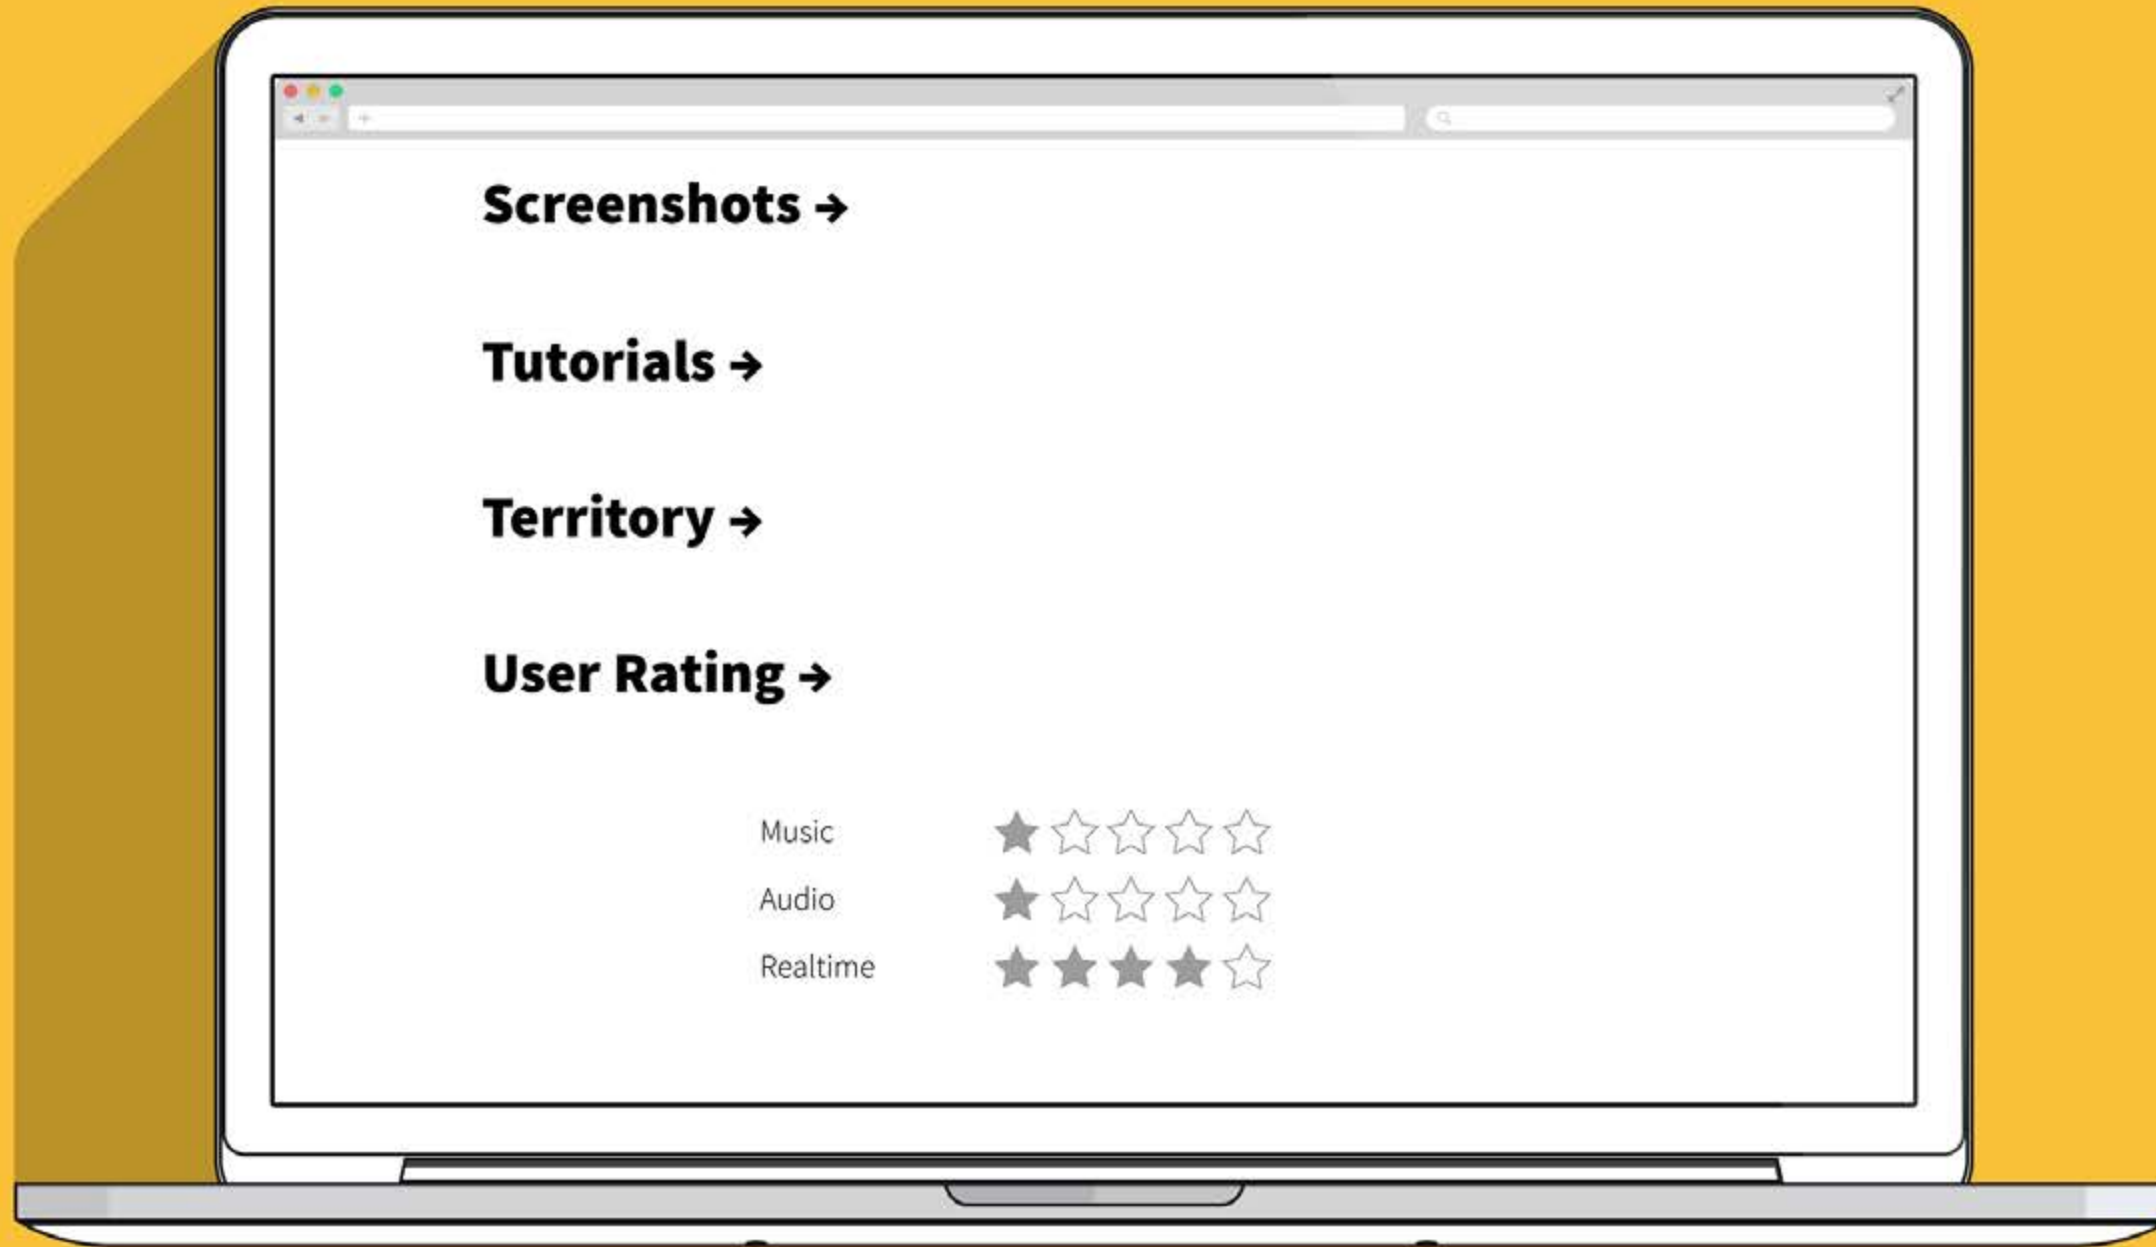 Screenshots →
Tutorials →
Territory →
User Rating →
Music
Audio
Realtime